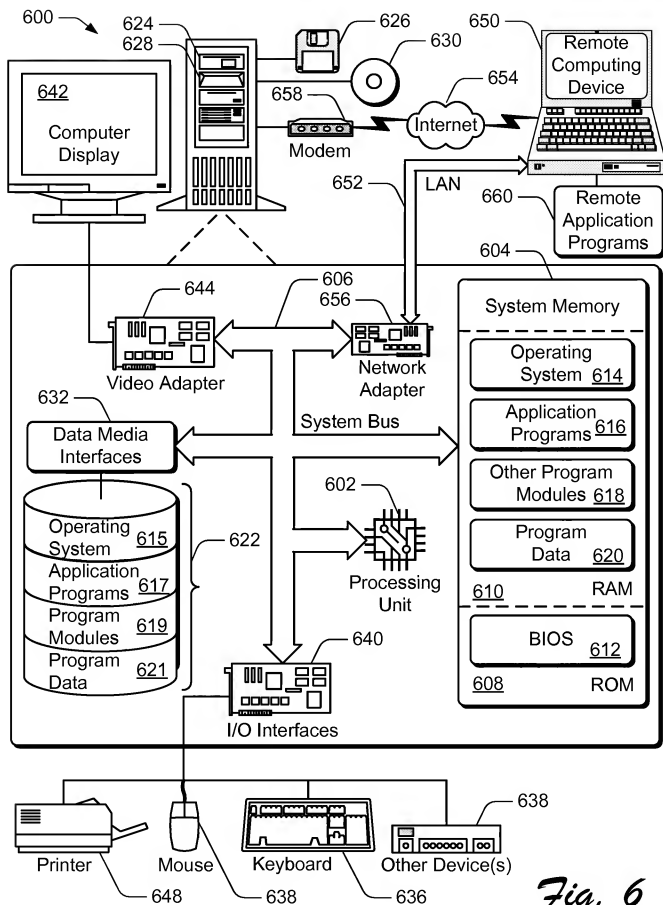 600
624
628
626
630
650
642
Computer
Display
658
Modem
654
Internet
Remote
Computing
Device
652
LAN
660
Remote
Application
Programs
644
Video Adapter
606
656
Network
Adapter
604
System Memory
Operating
System 614
Application
Programs 616
Other Program
Modules 618
Program
Data 620
610 RAM
BIOS 612
608 ROM
632
Data Media
Interfaces
System Bus
602
Processing
Unit
Operating
System 615
Application
Programs 617
Program
Modules 619
Program
Data 621
622
640
I/O Interfaces
Printer
648
Mouse
638
Keyboard
636
638
Other Device(s)
Fig. 6